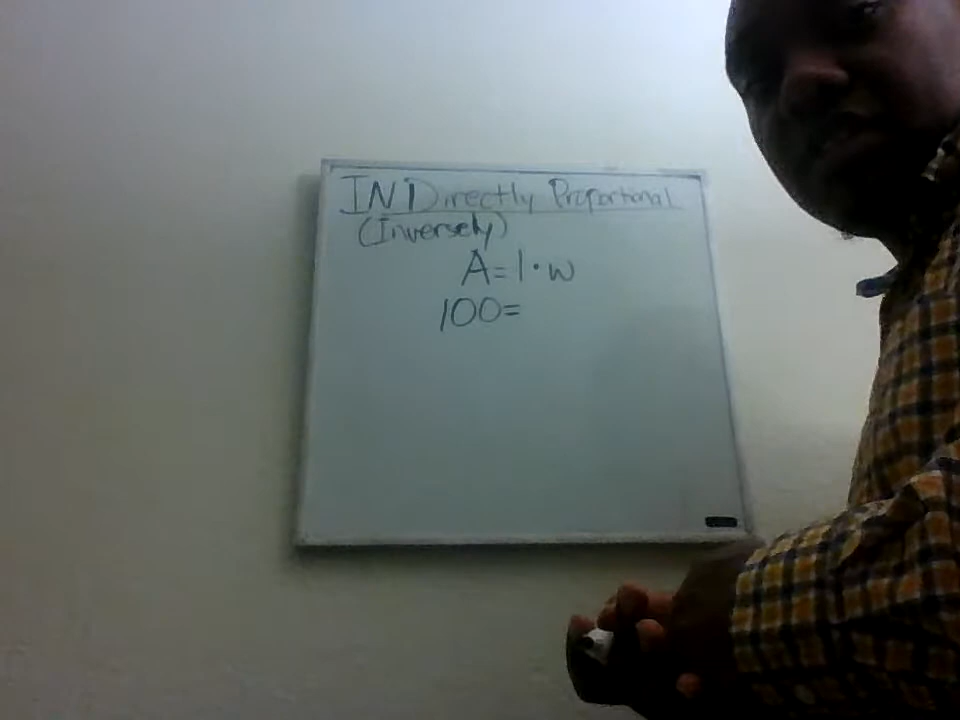 INDirectly Proportional
(Inversely)
A=l·w
100=